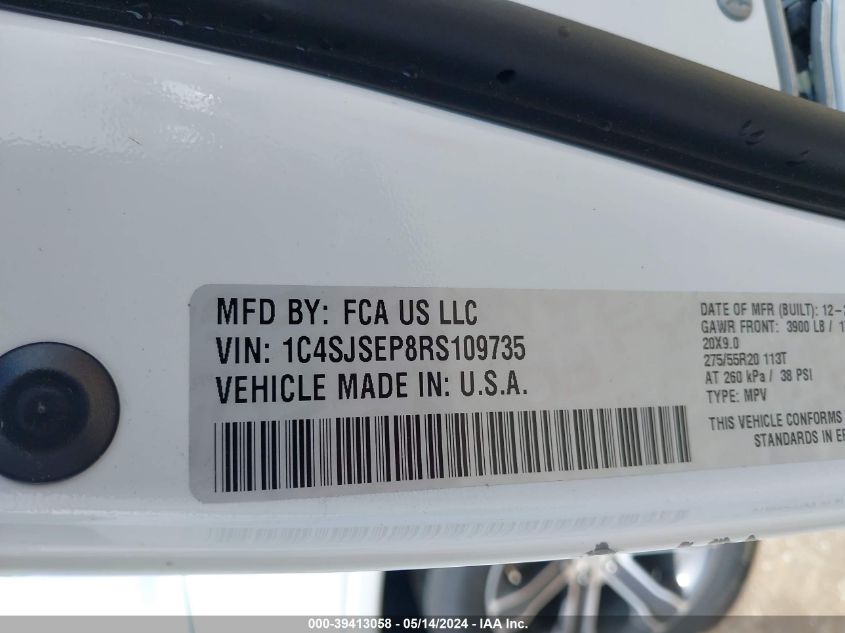 MFD BY: FCA US LLC
VIN: 1C4SJSEP8RS109735
VEHICLE MADE IN: U.S.A.
DATE OF MFR (BUILT): 12-
GAWR FRONT: 3900 LB /
20X9.0
275/55R20 113T
AT 260 kPa / 38 PSI
TYPE: MPV
THIS VEHICLE CONFORMS
STANDARDS IN
000-39413058 - 05/14/2024 - IAA Inc.